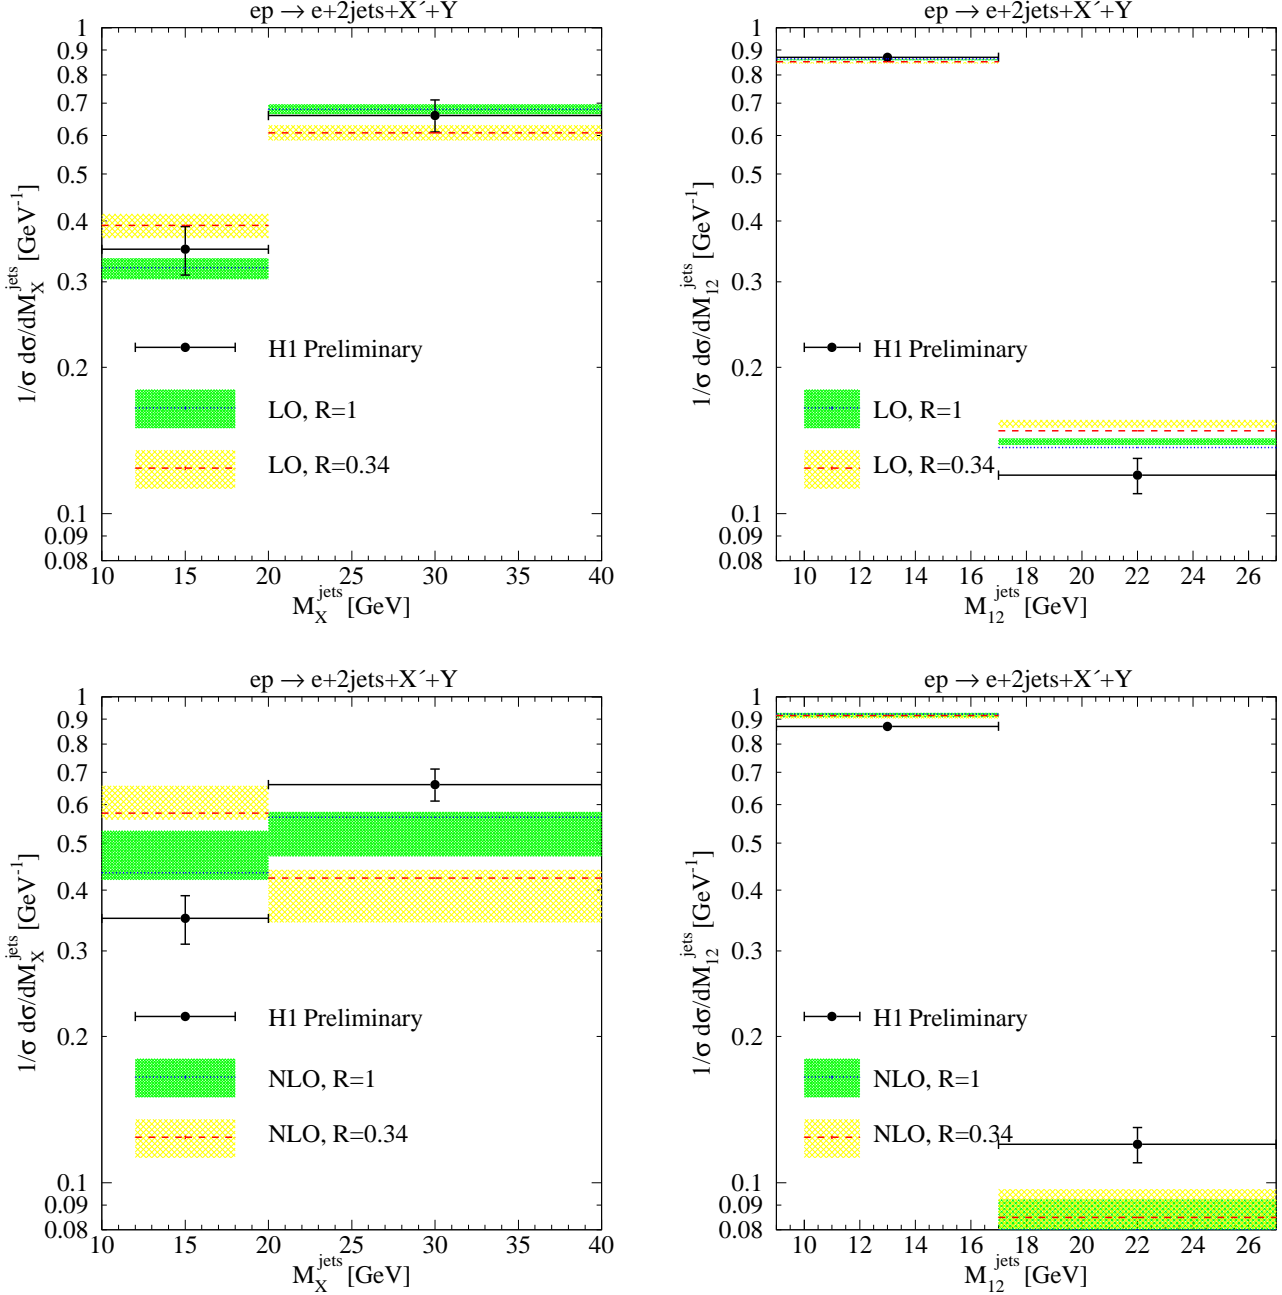 ep → e+2jets+X´+Y
1/σ dσ/dM_X^jets [GeV^-1]
1
0.9
0.8
0.7
0.6
0.5
0.4
0.3
0.2
0.1
0.09
0.08
H1 Preliminary
LO, R=1
LO, R=0.34
10 15 20 25 30 35 40
M_X^jets [GeV]
ep → e+2jets+X´+Y
1/σ dσ/dM_12^jets [GeV^-1]
1
0.9
0.8
0.7
0.6
0.5
0.4
0.3
0.2
0.1
0.09
0.08
H1 Preliminary
LO, R=1
LO, R=0.34
10 12 14 16 18 20 22 24 26
M_12^jets [GeV]
ep → e+2jets+X´+Y
1/σ dσ/dM_X^jets [GeV^-1]
1
0.9
0.8
0.7
0.6
0.5
0.4
0.3
0.2
0.1
0.09
0.08
H1 Preliminary
NLO, R=1
NLO, R=0.34
10 15 20 25 30 35 40
M_X^jets [GeV]
ep → e+2jets+X´+Y
1/σ dσ/dM_12^jets [GeV^-1]
1
0.9
0.8
0.7
0.6
0.5
0.4
0.3
0.2
0.1
0.09
0.08
H1 Preliminary
NLO, R=1
NLO, R=0.34
10 12 14 16 18 20 22 24 26
M_12^jets [GeV]